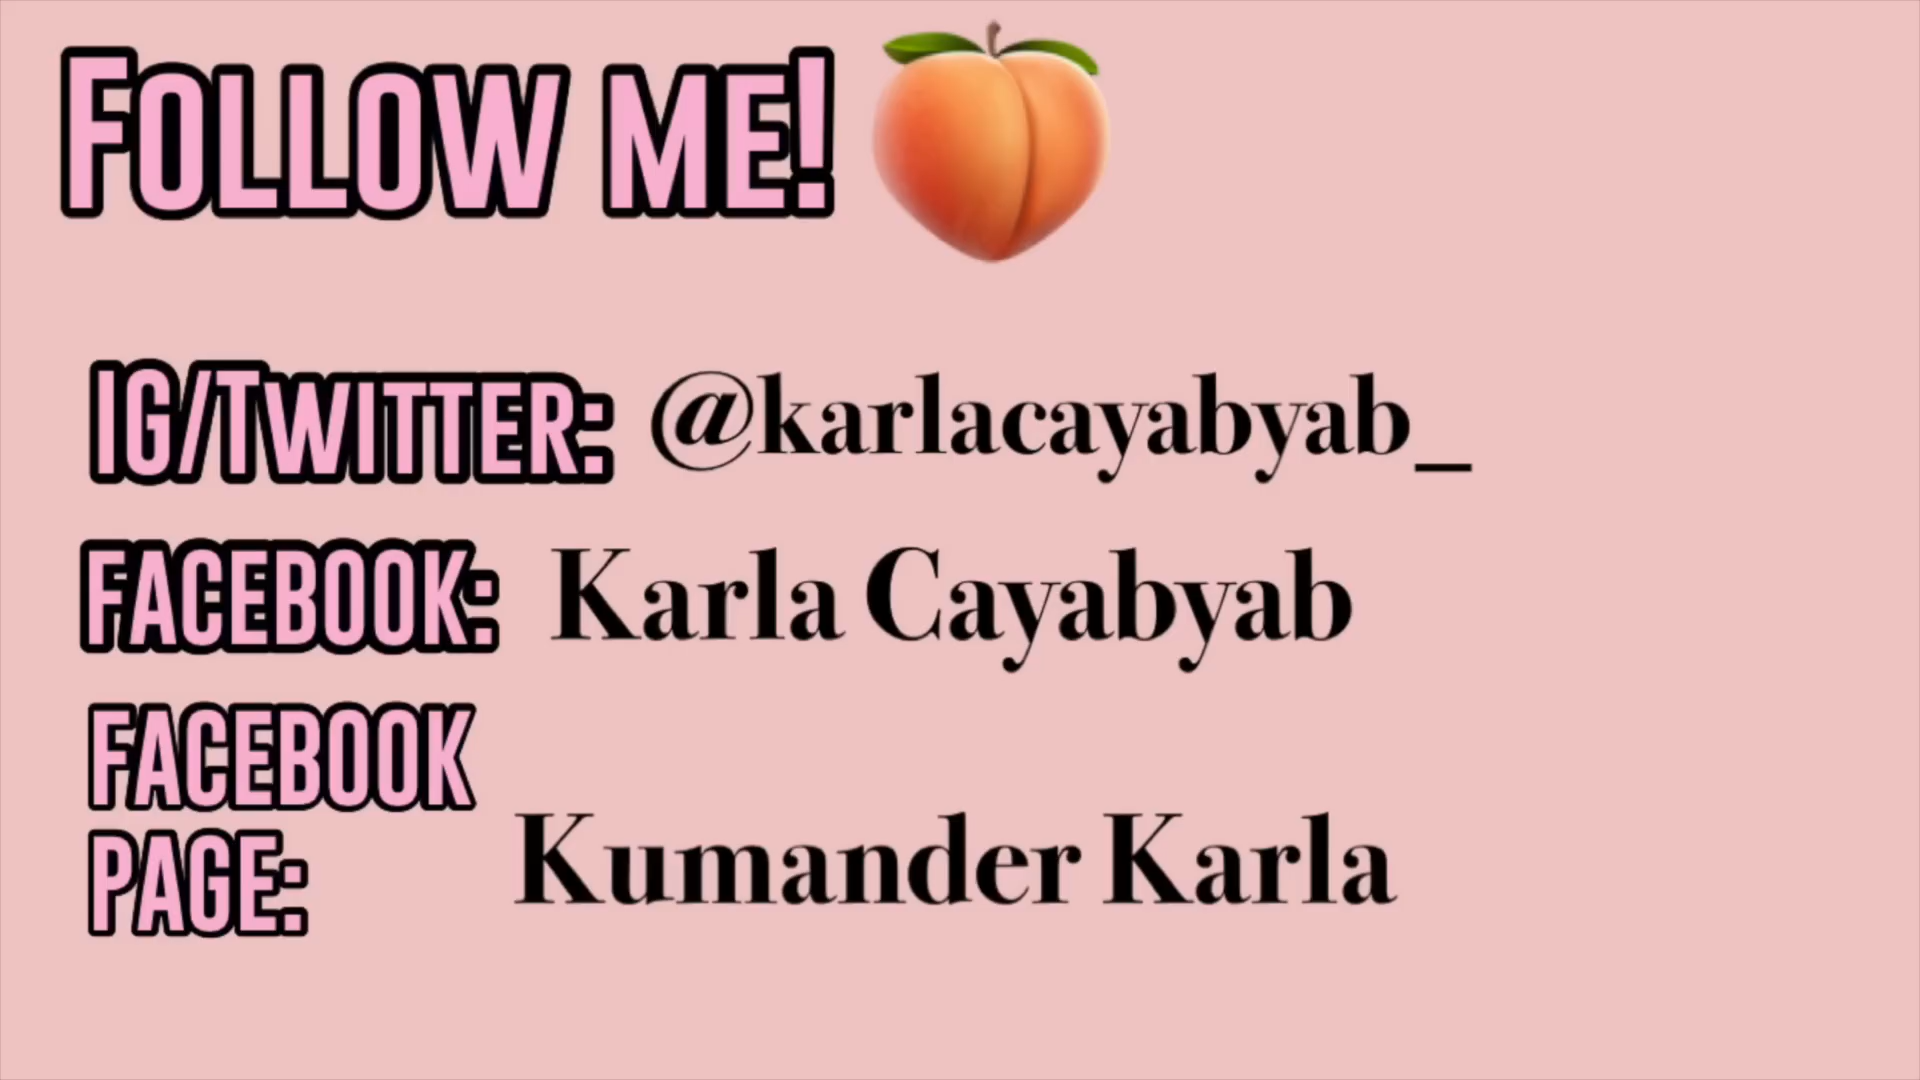 Follow me!
IG/Twitter: @karlacayabyab_
Facebook: Karla Cayabyab
Facebook
Page: Kumander Karla